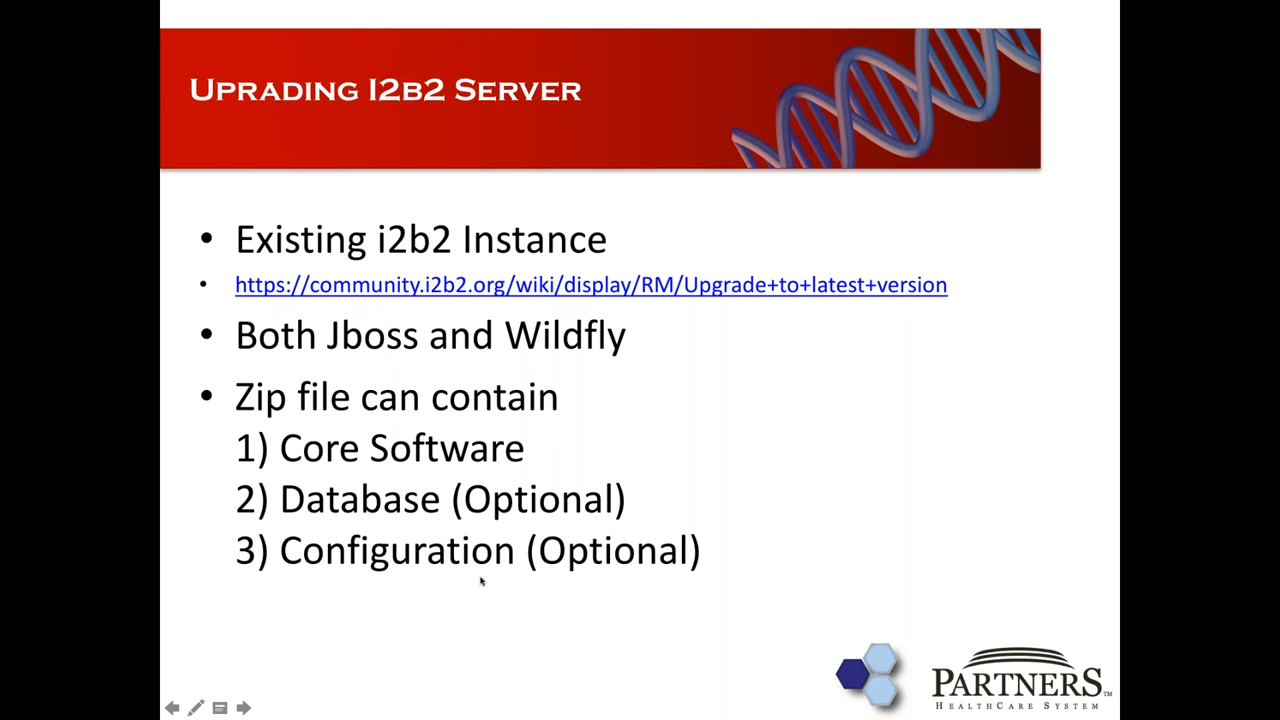 UPRADING I2B2 SERVER
• Existing i2b2 Instance
• https://community.i2b2.org/wiki/display/RM/Upgrade+to+latest+version
• Both Jboss and Wildfly
• Zip file can contain
1) Core Software
2) Database (Optional)
3) Configuration (Optional)
PARTNERS™
HEALTHCARE SYSTEM